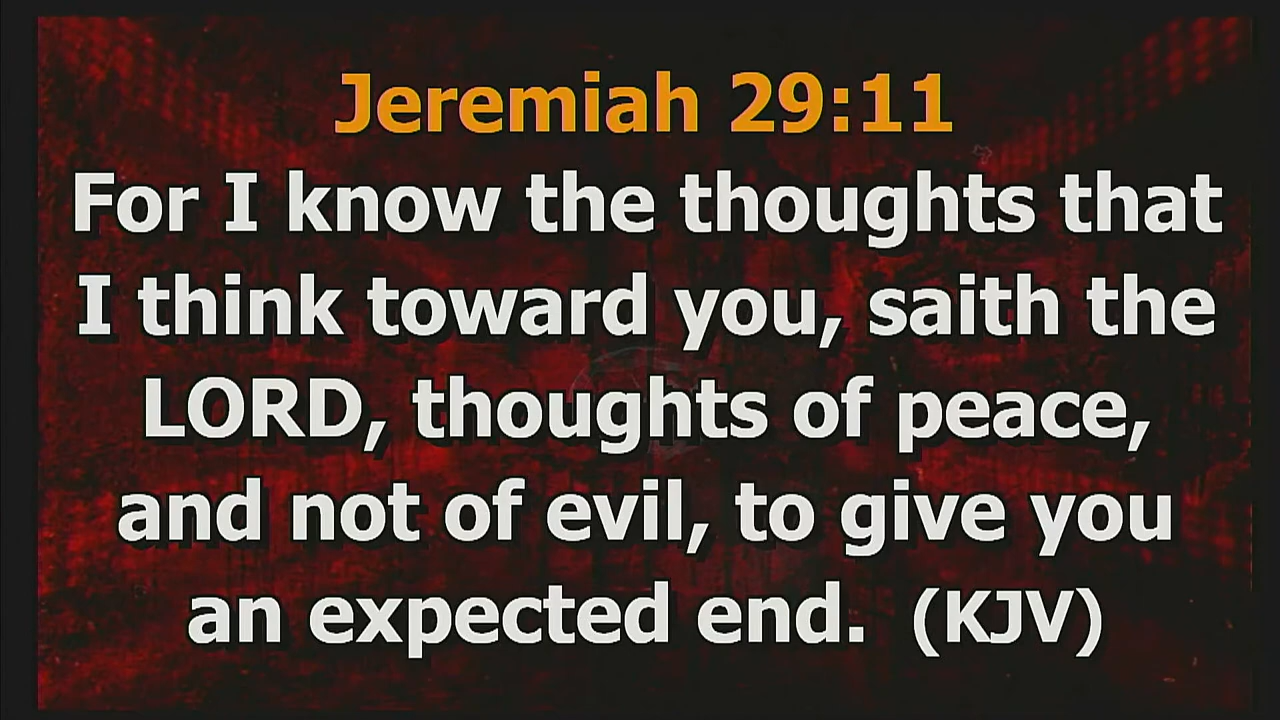 Jeremiah 29:11
For I know the thoughts that
I think toward you, saith the
LORD, thoughts of peace,
and not of evil, to give you
an expected end.  (KJV)